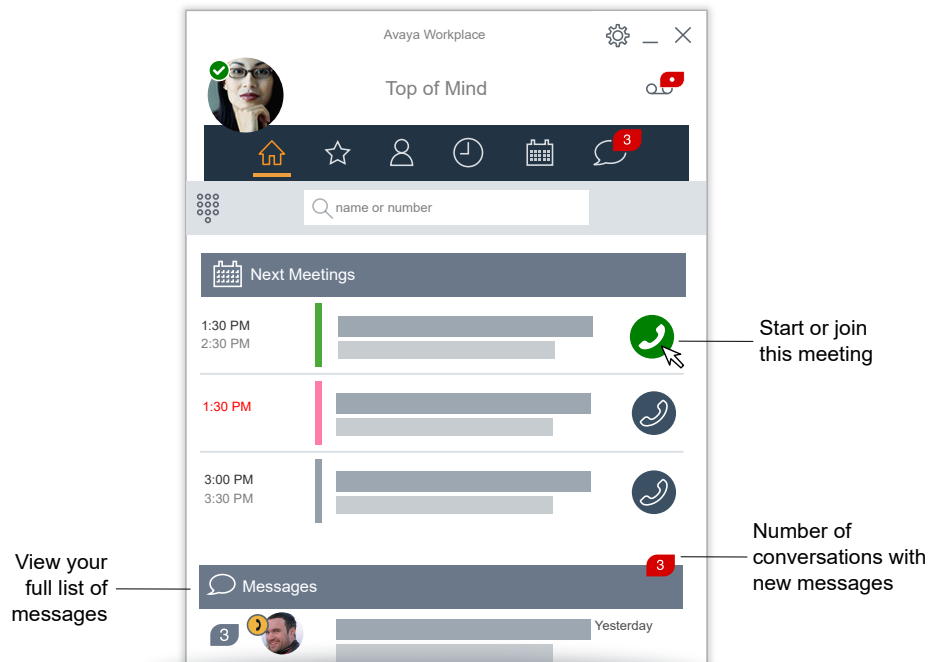 Avaya Workplace
Top of Mind
3
name or number
Next Meetings
1:30 PM
2:30 PM
Start or join
this meeting
1:30 PM
3:00 PM
3:30 PM
Number of
conversations with
new messages
3
View your
full list of
messages
Messages
3
Yesterday